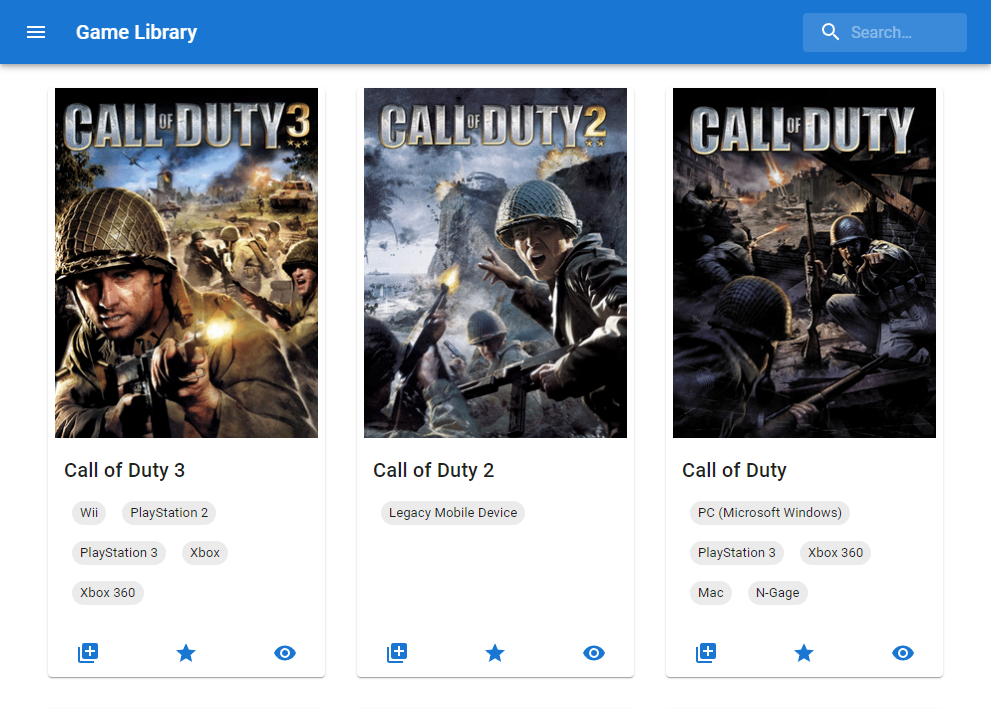 Game Library
Search…
CALL OF DUTY 3
CALL OF DUTY 2
CALL OF DUTY
Call of Duty 3
Wii
PlayStation 2
PlayStation 3
Xbox
Xbox 360
Call of Duty 2
Legacy Mobile Device
Call of Duty
PC (Microsoft Windows)
PlayStation 3
Xbox 360
Mac
N-Gage